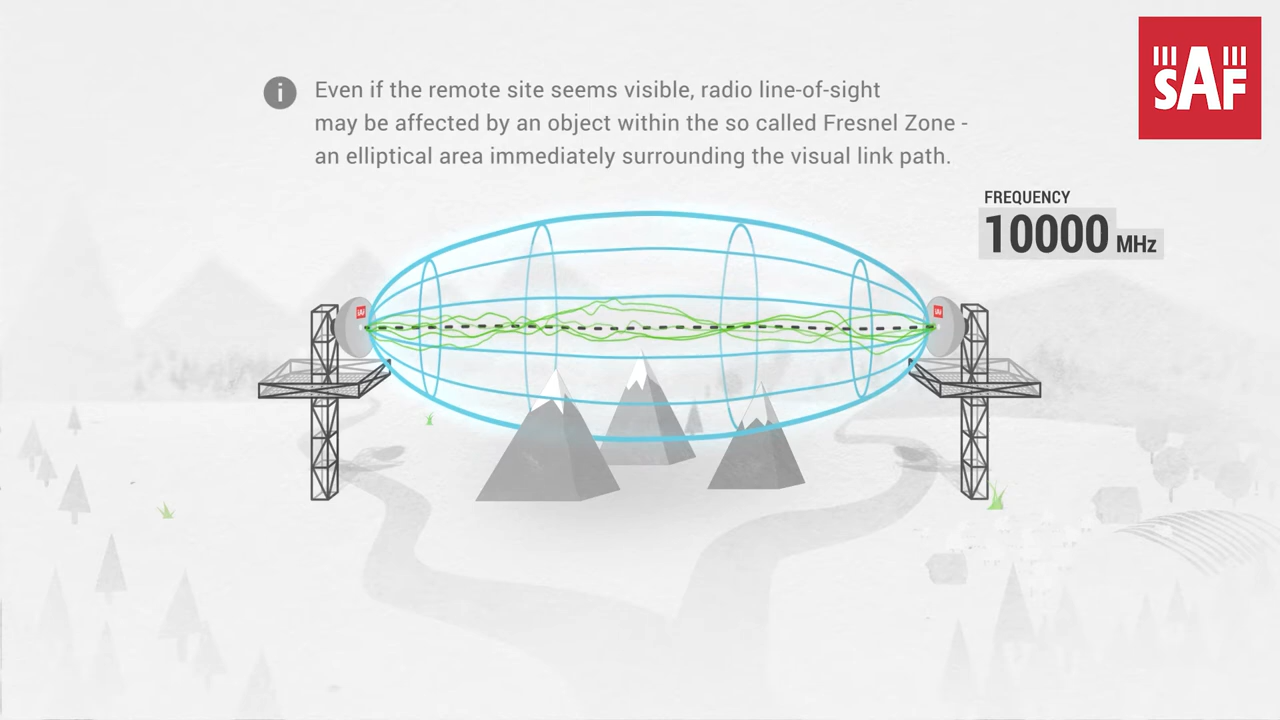 Even if the remote site seems visible, radio line-of-sight
may be affected by an object within the so called Fresnel Zone -
an elliptical area immediately surrounding the visual link path.
SAF
FREQUENCY
10000 MHz